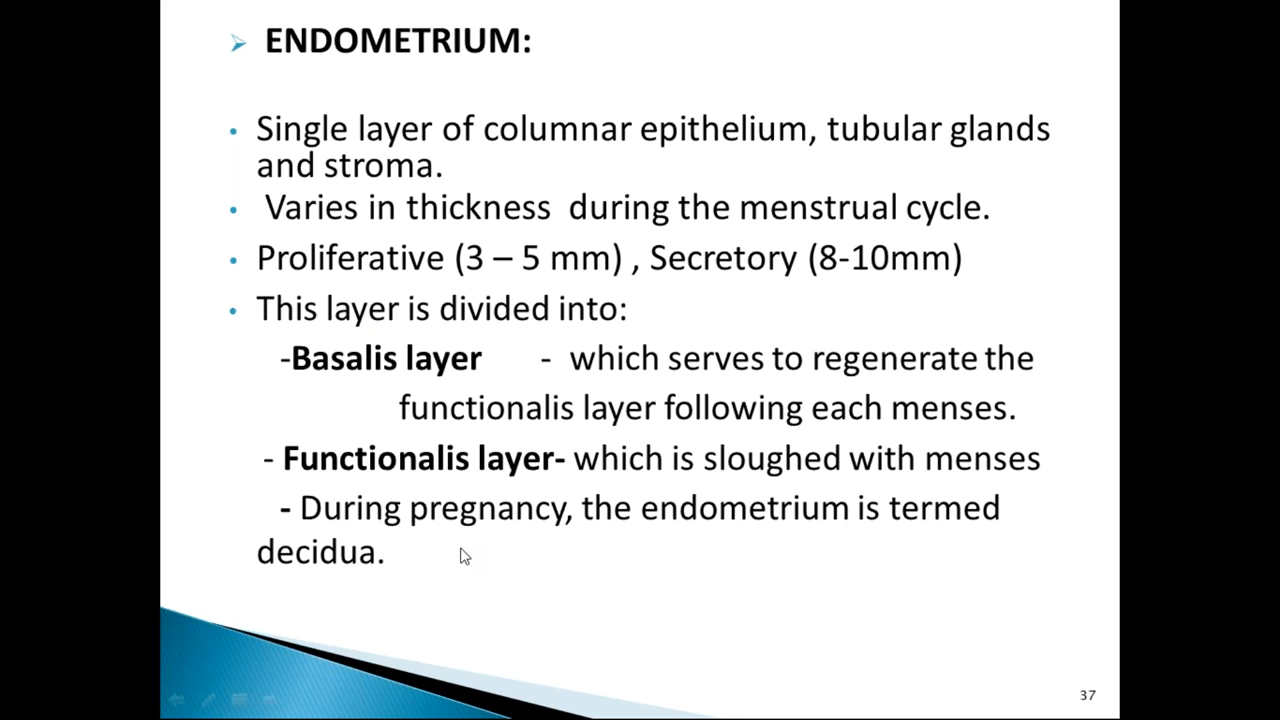 ENDOMETRIUM:
Single layer of columnar epithelium, tubular glands
and stroma.
Varies in thickness during the menstrual cycle.
Proliferative (3 – 5 mm) , Secretory (8-10mm)
This layer is divided into:
-Basalis layer - which serves to regenerate the
functionalis layer following each menses.
- Functionalis layer- which is sloughed with menses
- During pregnancy, the endometrium is termed
decidua.
37